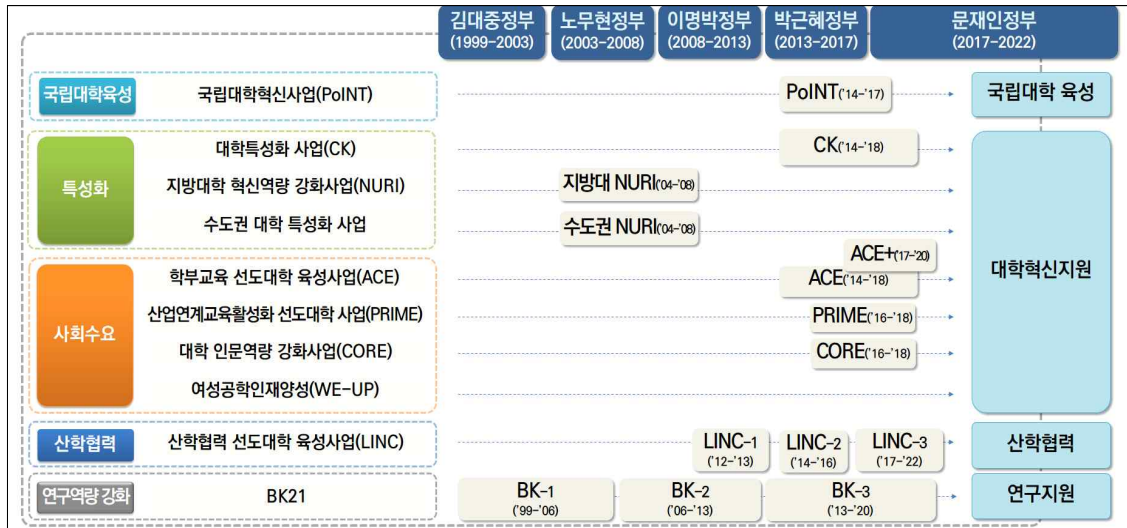 김대중정부
(1999-2003)
노무현정부
(2003-2008)
이명박정부
(2008-2013)
박근혜정부
(2013-2017)
문재인정부
(2017-2022)
국립대학육성
국립대학혁신사업(PoINT)
PoINT('14-'17)
국립대학 육성
특성화
대학특성화 사업(CK)
CK('14-'18)
지방대학 혁신역량 강화사업(NURI)
지방대 NURI('04-'08)
수도권 대학 특성화 사업
수도권 NURI('04-'08)
대학혁신지원
사회수요
ACE+('17-'20)
학부교육 선도대학 육성사업(ACE)
ACE('14-'18)
산업연계교육활성화 선도대학 사업(PRIME)
PRIME('16-'18)
대학 인문역량 강화사업(CORE)
CORE('16-'18)
여성공학인재양성(WE-UP)
산학협력
산학협력 선도대학 육성사업(LINC)
LINC-1
('12-'13)
LINC-2
('14-'16)
LINC-3
('17-'22)
산학협력
연구역량 강화
BK21
BK-1
('99-'06)
BK-2
('06-'13)
BK-3
('13-'20)
연구지원